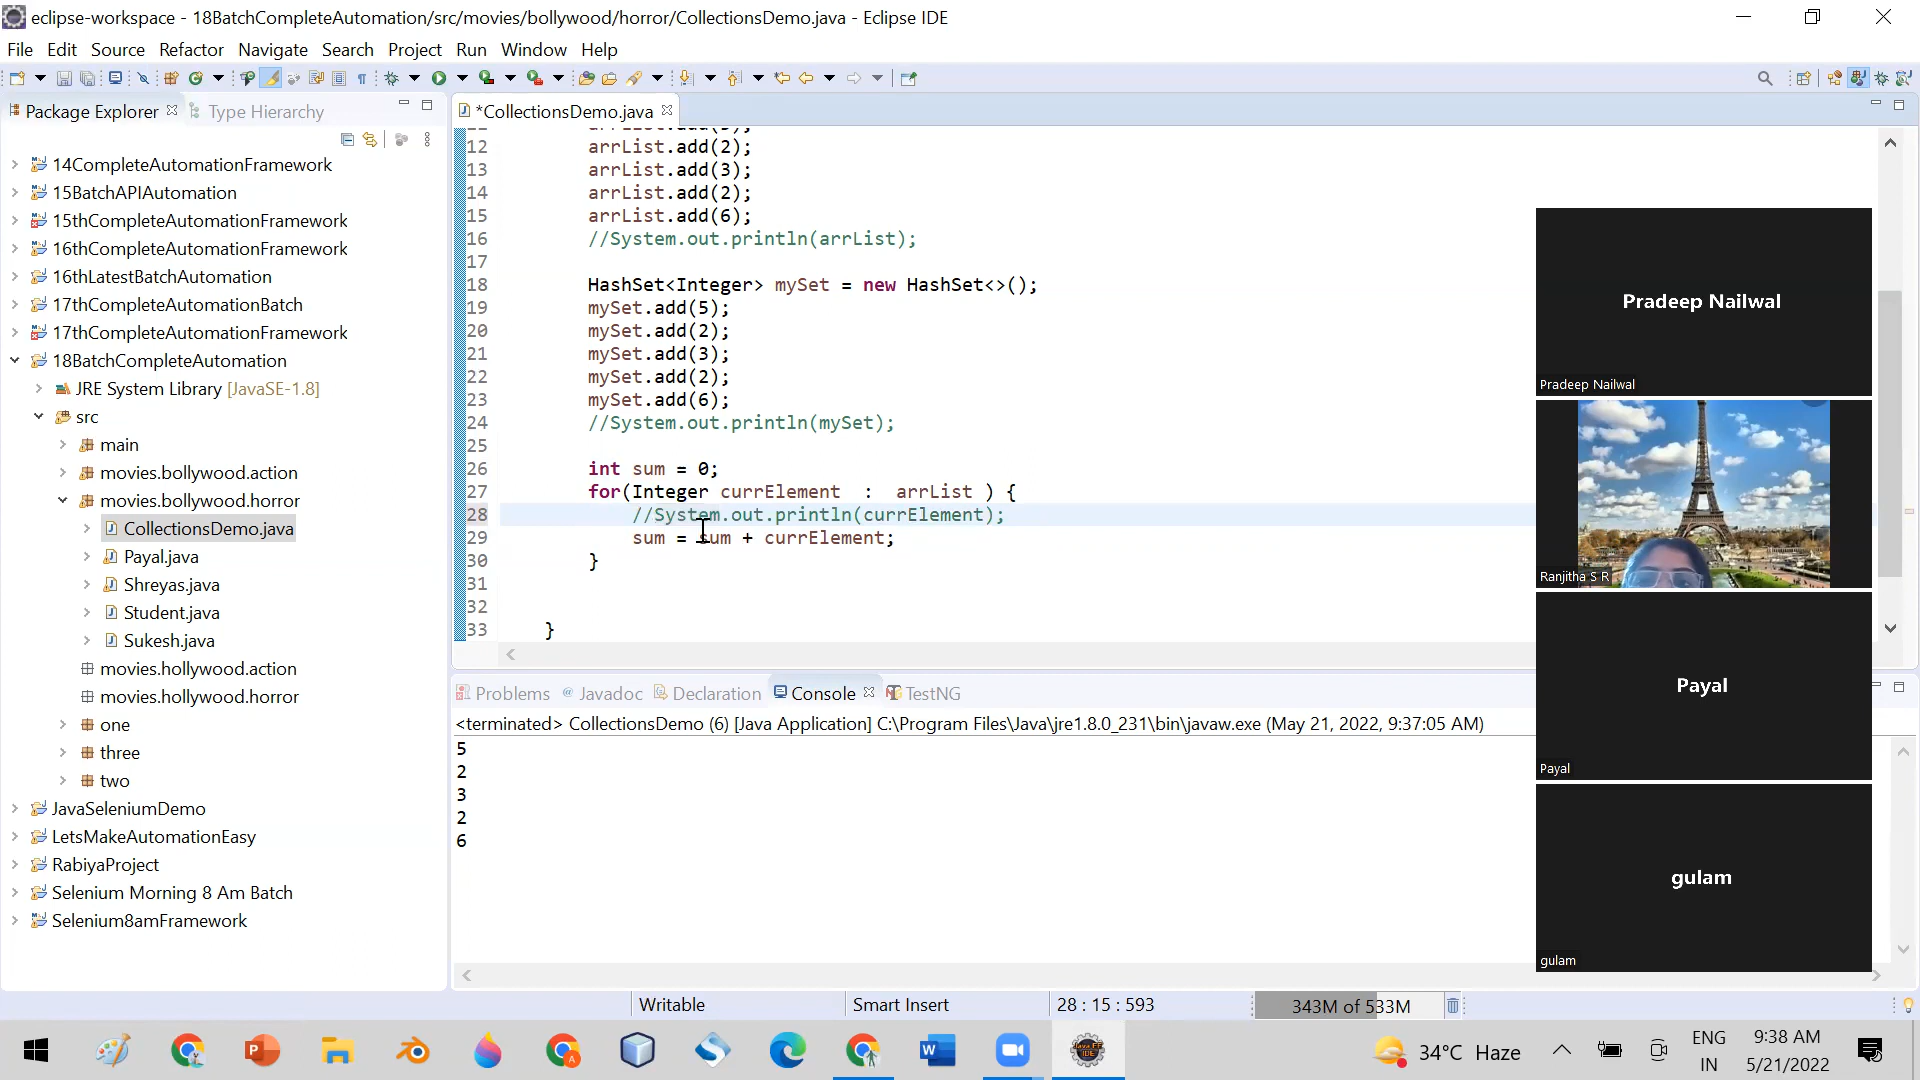 eclipse-workspace - 18BatchCompleteAutomation/src/movies/bollywood/horror/CollectionsDemo.java - Eclipse IDE
File Edit Source Refactor Navigate Search Project Run Window Help
Package Explorer Type Hierarchy
*CollectionsDemo.java
14CompleteAutomationFramework
15BatchAPIAutomation
15thCompleteAutomationFramework
16thCompleteAutomationFramework
16thLatestBatchAutomation
17thCompleteAutomationBatch
17thCompleteAutomationFramework
18BatchCompleteAutomation
JRE System Library [JavaSE-1.8]
src
main
movies.bollywood.action
movies.bollywood.horror
CollectionsDemo.java
Payal.java
Shreyas.java
Student.java
Sukesh.java
movies.hollywood.action
movies.hollywood.horror
one
three
two
JavaSeleniumDemo
LetsMakeAutomationEasy
RabiyaProject
Selenium Morning 8 Am Batch
Selenium8amFramework
12 arrList.add(2);
13 arrList.add(3);
14 arrList.add(2);
15 arrList.add(6);
16 //System.out.println(arrList);
17
18 HashSet<Integer> mySet = new HashSet<>();
19 mySet.add(5);
20 mySet.add(2);
21 mySet.add(3);
22 mySet.add(2);
23 mySet.add(6);
24 //System.out.println(mySet);
25
26 int sum = 0;
27 for(Integer currElement : arrList ) {
28 //System.out.println(currElement);
29 sum = sum + currElement;
30 }
31
32
33 }
Problems Javadoc Declaration Console TestNG
<terminated> CollectionsDemo (6) [Java Application] C:\Program Files\Java\jre1.8.0_231\bin\javaw.exe (May 21, 2022, 9:37:05 AM)
5
2
3
2
6
Pradeep Nailwal
Pradeep Nailwal
Ranjitha S R
Payal
Payal
gulam
gulam
Writable Smart Insert 28 : 15 : 593 343M of 533M
34°C Haze ENG 9:38 AM
IN 5/21/2022